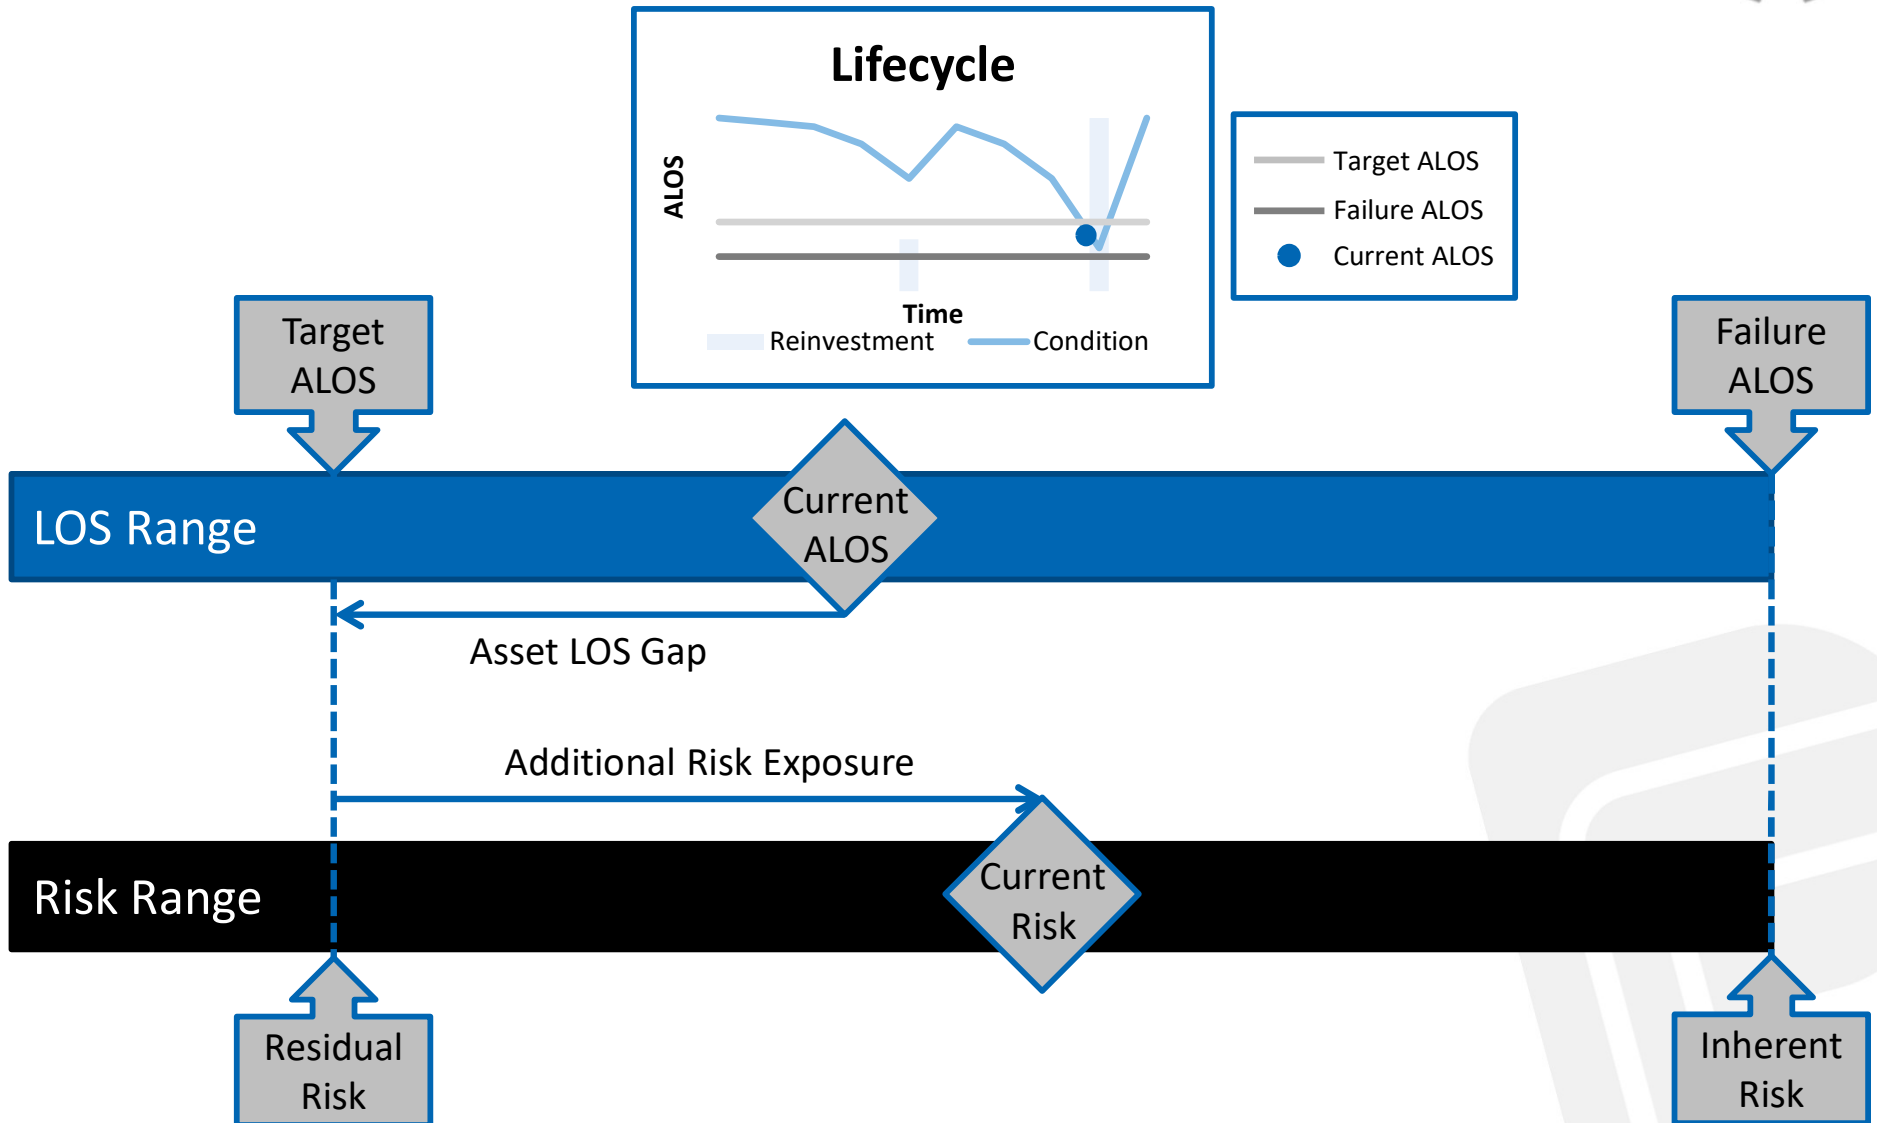 Lifecycle
ALOS
Time
Reinvestment
Condition
Target ALOS
Failure ALOS
Current ALOS
Target
ALOS
Failure
ALOS
LOS Range
Current
ALOS
Asset LOS Gap
Additional Risk Exposure
Risk Range
Current
Risk
Residual
Risk
Inherent
Risk